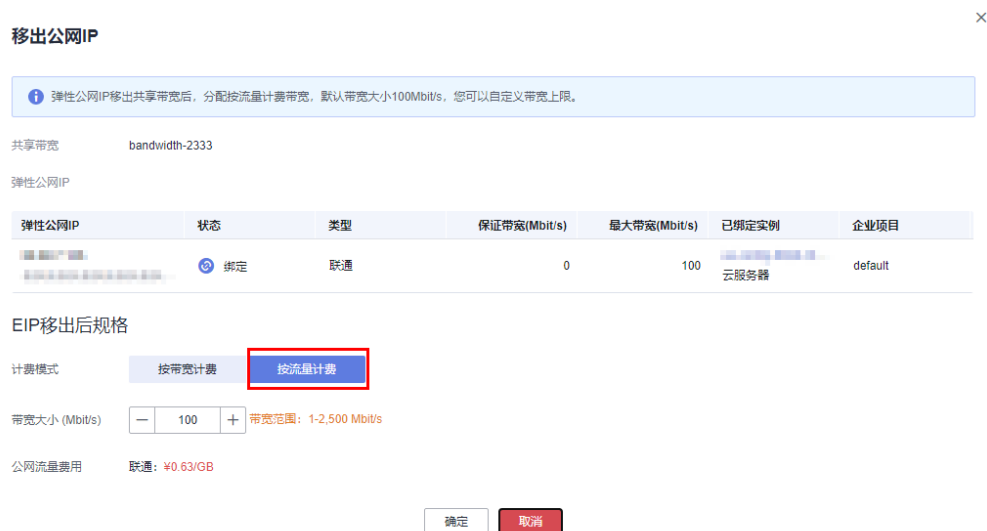 移出公网IP
弹性公网IP移出共享带宽后，分配按流量计费带宽，默认带宽大小100Mbit/s，您可以自定义带宽上限。
共享带宽 bandwidth-2333
弹性公网IP
弹性公网IP 状态 类型 保证带宽(Mbit/s) 最大带宽(Mbit/s) 已绑定实例 企业项目
绑定 联通 0 100 云服务器 default
EIP移出后规格
计费模式 按带宽计费 按流量计费
带宽大小 (Mbit/s) 100 带宽范围：1-2,500 Mbit/s
公网流量费用 联通：¥0.63/GB
确定 取消